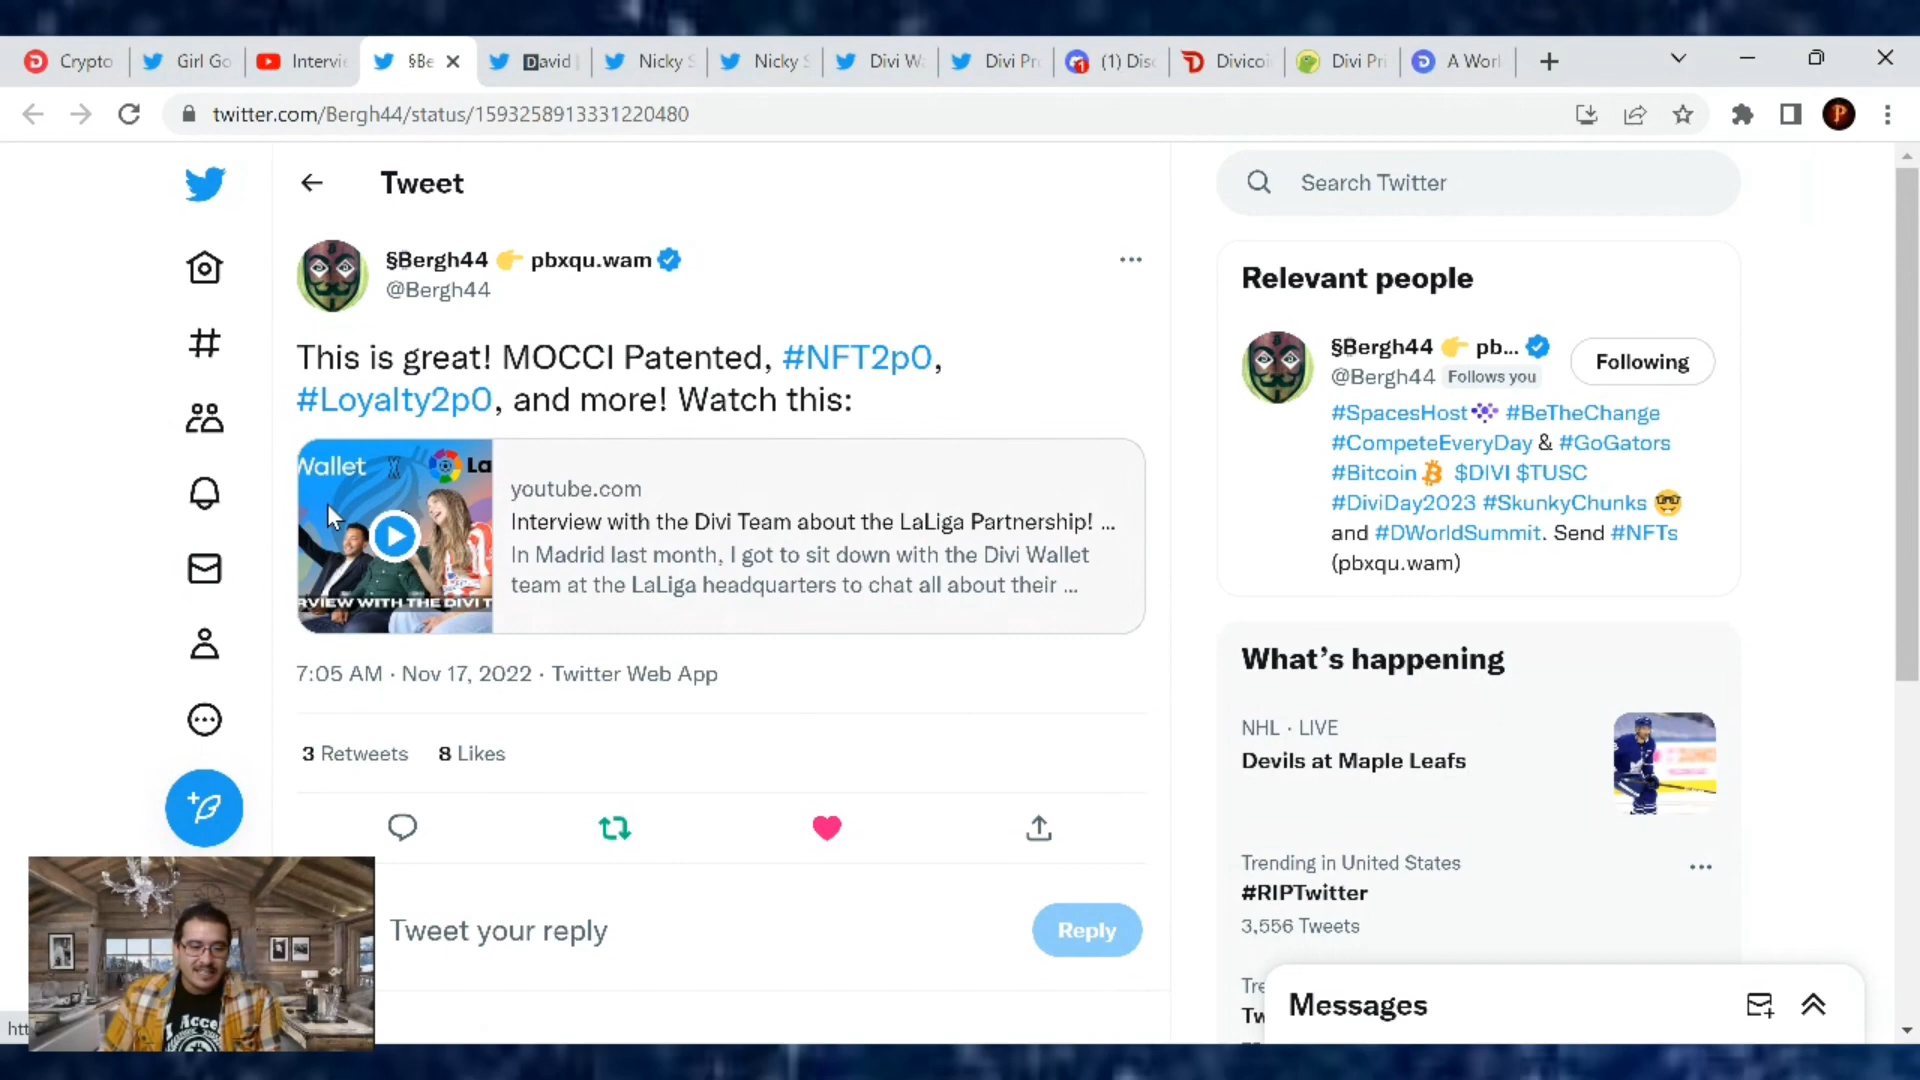 Crypto
Girl Go
Intervie
§Be
David
Nicky S
Nicky S
Divi W
Divi Pr
(1) Disc
Divicoi
Divi Pri
A Worl
twitter.com/Bergh44/status/1593258913331220480
Tweet
Search Twitter
§Bergh44 👉 pbxqu.wam
@Bergh44
This is great! MOCCI Patented, #NFT2p0,
#Loyalty2p0, and more! Watch this:
Wallet X La
RVIEW WITH THE DIVI T
youtube.com
Interview with the Divi Team about the LaLiga Partnership! ...
In Madrid last month, I got to sit down with the Divi Wallet
team at the LaLiga headquarters to chat all about their ...
7:05 AM · Nov 17, 2022 · Twitter Web App
3 Retweets 8 Likes
Tweet your reply
Reply
Relevant people
§Bergh44 👉 pb...
@Bergh44 Follows you
Following
#SpacesHost #BeTheChange
#CompeteEveryDay & #GoGators
#Bitcoin $DIVI $TUSC
#DiviDay2023 #SkunkyChunks 🤓
and #DWorldSummit. Send #NFTs
(pbxqu.wam)
What's happening
NHL · LIVE
Devils at Maple Leafs
Trending in United States
#RIPTwitter
3,556 Tweets
Tre
Tw
Messages
htt
I Acce